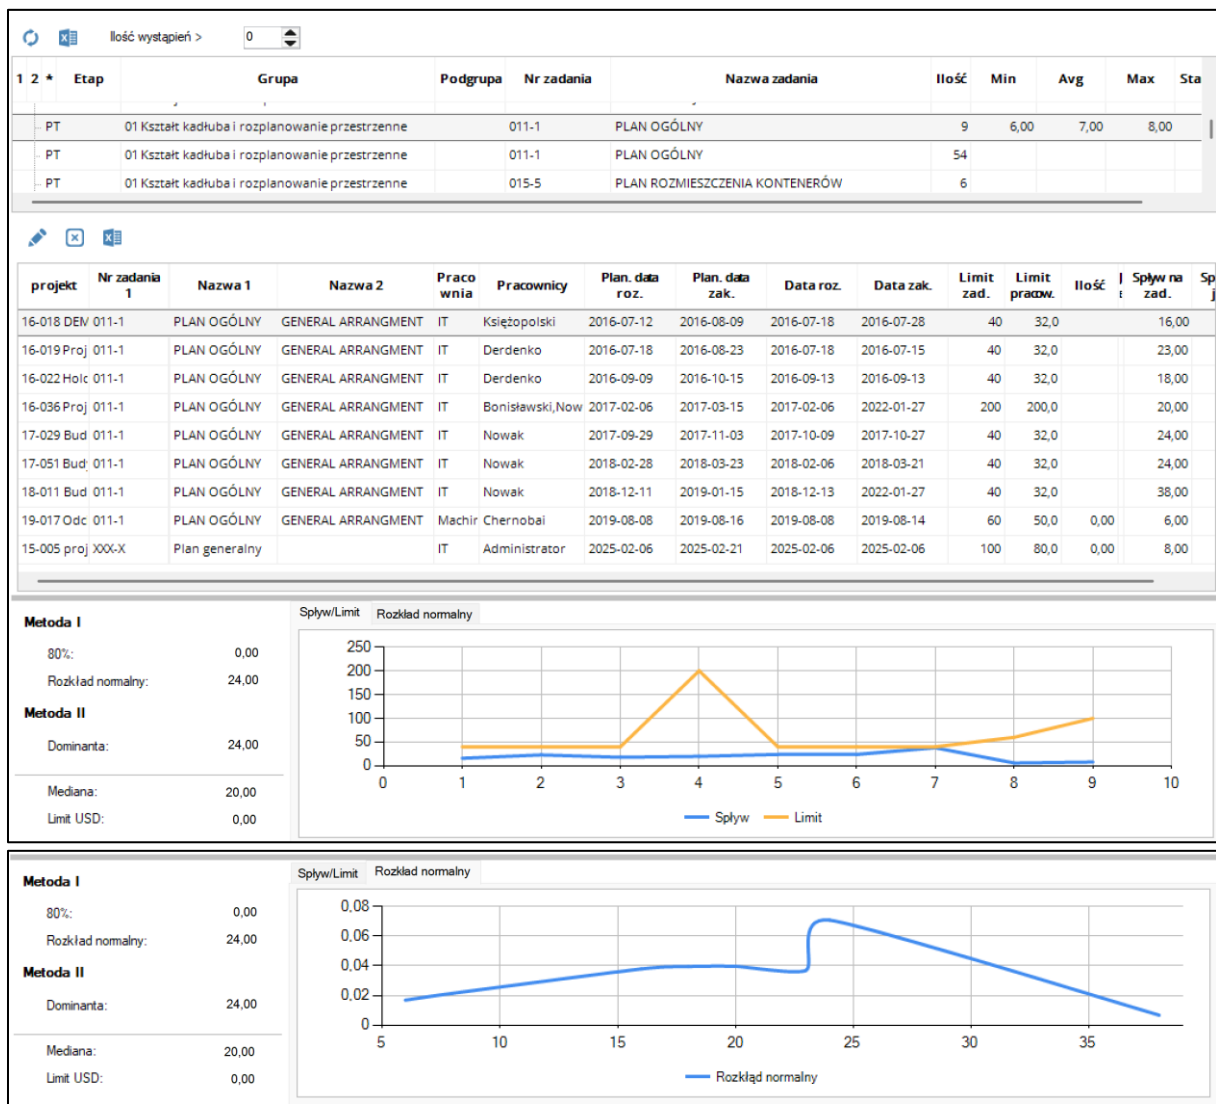 Ilość wystąpień > 0
1 2 * Etap Grupa Podgrupa Nr zadania Nazwa zadania Ilość Min Avg Max Sta
PT 01 Kształt kadłuba i rozplanowanie przestrzenne 011-1 PLAN OGÓLNY 9 6,00 7,00 8,00
PT 01 Kształt kadłuba i rozplanowanie przestrzenne 011-1 PLAN OGÓLNY 54
PT 01 Kształt kadłuba i rozplanowanie przestrzenne 015-5 PLAN ROZMIESZCZENIA KONTENERÓW 6
projekt Nr zadania 1 Nazwa 1 Nazwa 2 Praco wnia Pracownicy Plan. data roz. Plan. data zak. Data roz. Data zak. Limit zad. Limit pracow. Ilość Spływ na zad. Sp j
16-018 DEM 011-1 PLAN OGÓLNY GENERAL ARRANGMENT IT Księżopolski 2016-07-12 2016-08-09 2016-07-18 2016-07-28 40 32,0 16,00
16-019 Proj 011-1 PLAN OGÓLNY GENERAL ARRANGMENT IT Derdenko 2016-07-18 2016-08-23 2016-07-18 2016-07-15 40 32,0 23,00
16-022 Holc 011-1 PLAN OGÓLNY GENERAL ARRANGMENT IT Derdenko 2016-09-09 2016-10-15 2016-09-13 2016-09-13 40 32,0 18,00
16-036 Proj 011-1 PLAN OGÓLNY GENERAL ARRANGMENT IT Bonisławski,Now 2017-02-06 2017-03-15 2017-02-06 2022-01-27 200 200,0 20,00
17-029 Bud 011-1 PLAN OGÓLNY GENERAL ARRANGMENT IT Nowak 2017-09-29 2017-11-03 2017-10-09 2017-10-27 40 32,0 24,00
17-051 Bud 011-1 PLAN OGÓLNY GENERAL ARRANGMENT IT Nowak 2018-02-28 2018-03-23 2018-02-06 2018-03-21 40 32,0 24,00
18-011 Bud 011-1 PLAN OGÓLNY GENERAL ARRANGMENT IT Nowak 2018-12-11 2019-01-15 2018-12-13 2022-01-27 40 32,0 38,00
19-017 Odc 011-1 PLAN OGÓLNY GENERAL ARRANGMENT Machir Chernobai 2019-08-08 2019-08-16 2019-08-08 2019-08-14 60 50,0 0,00 6,00
15-005 proj XXX-X Plan generalny IT Administrator 2025-02-06 2025-02-21 2025-02-06 2025-02-06 100 80,0 0,00 8,00
Metoda I
80%: 0,00
Rozkład normalny: 24,00
Metoda II
Dominanta: 24,00
Mediana: 20,00
Limit USD: 0,00
Spływ/Limit Rozkład normalny
250
200
150
100
50
0
0 1 2 3 4 5 6 7 8 9 10
Spływ Limit
Metoda I
80%: 0,00
Rozkład normalny: 24,00
Metoda II
Dominanta: 24,00
Mediana: 20,00
Limit USD: 0,00
Spływ/Limit Rozkład normalny
0,08
0,06
0,04
0,02
0
5 10 15 20 25 30 35
Rozkłąd normalny